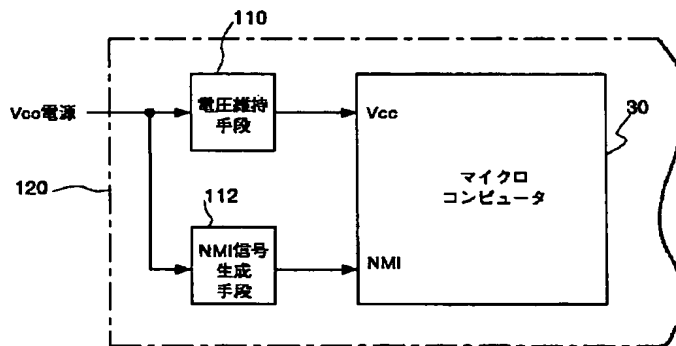 110
Vcc電源
電圧維持
手段
Vcc
30
マイクロ
コンピュータ
120
112
NMI信号
生成
手段
NMI